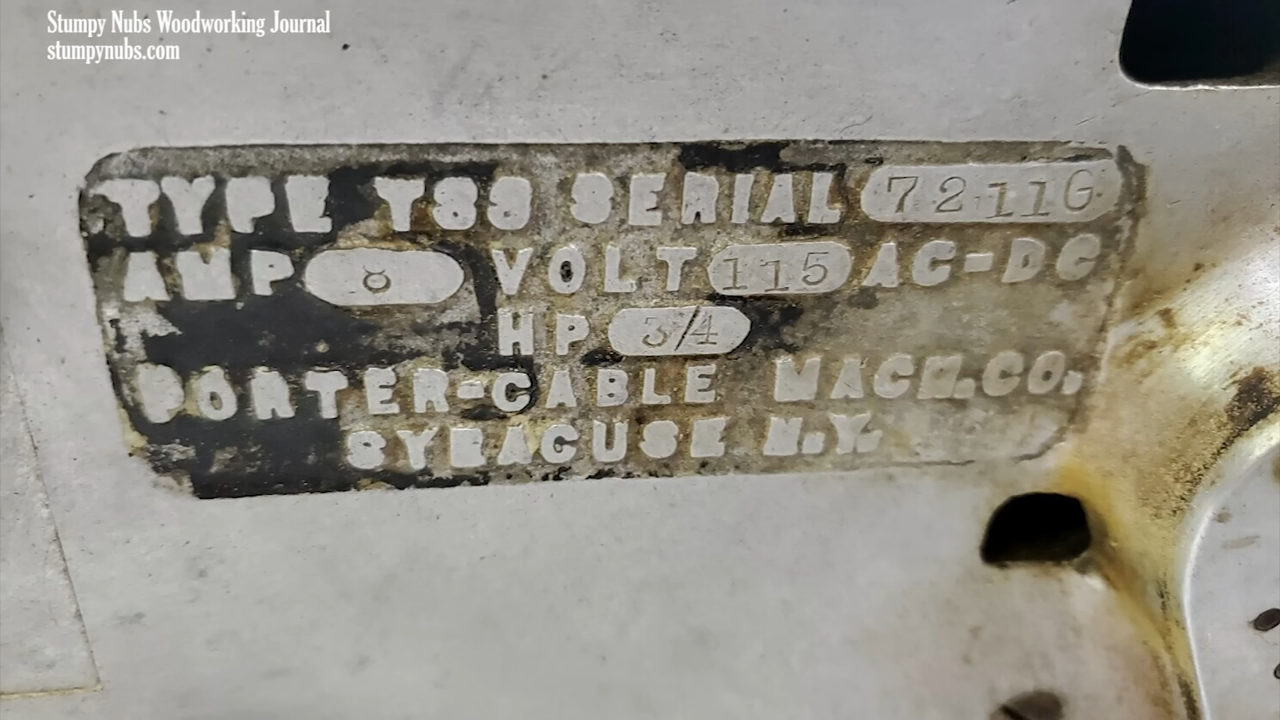 Stumpy Nubs Woodworking Journal
stumpynubs.com
TYPE T88 SERIAL 72110
AMP 8 VOLT 115 AC-DC
HP 3/4
PORTER-CABLE MACH.CO.
SYRACUSE N.Y.